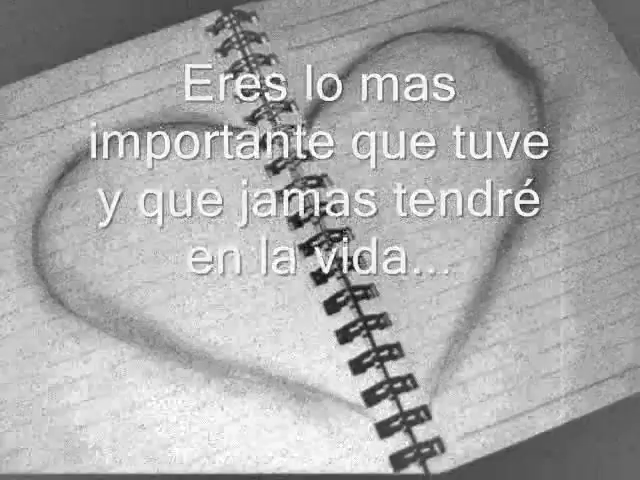 Eres lo mas
importante que tuve
y que jamas tendré
en la vida...